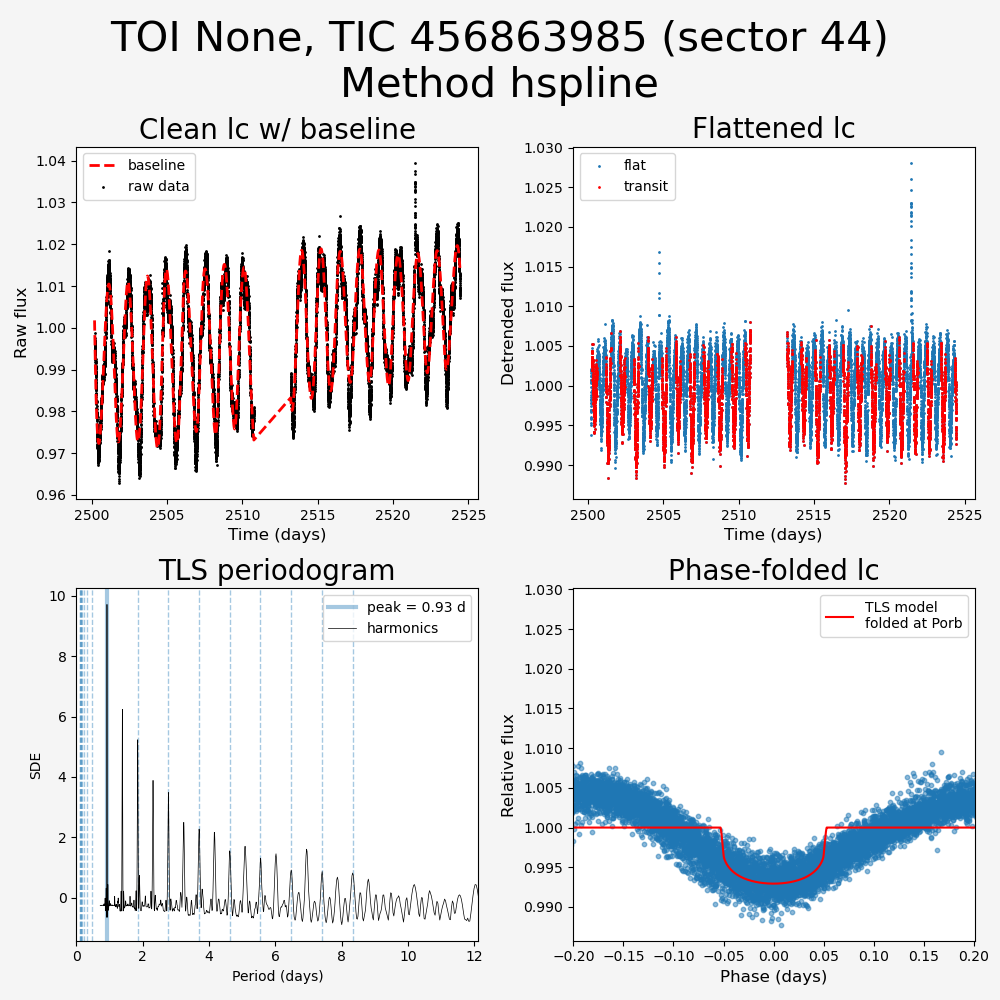 TOI None, TIC 456863985 (sector 44)
Method hspline
Clean lc w/ baseline
Flattened lc
baseline
raw data
flat
transit
1.04
1.03
1.02
1.01
1.00
0.99
0.98
0.97
0.96
Raw flux
2500
2505
2510
2515
2520
2525
Time (days)
1.030
1.025
1.020
1.015
1.010
1.005
1.000
0.995
0.990
Detrended flux
2500
2505
2510
2515
2520
2525
Time (days)
TLS periodogram
Phase-folded lc
peak = 0.93 d
harmonics
10
8
6
4
2
0
SDE
0
2
4
6
8
10
12
Period (days)
TLS model
folded at Porb
1.030
1.025
1.020
1.015
1.010
1.005
1.000
0.995
0.990
Relative flux
−0.20
−0.15
−0.10
−0.05
0.00
0.05
0.10
0.15
0.20
Phase (days)